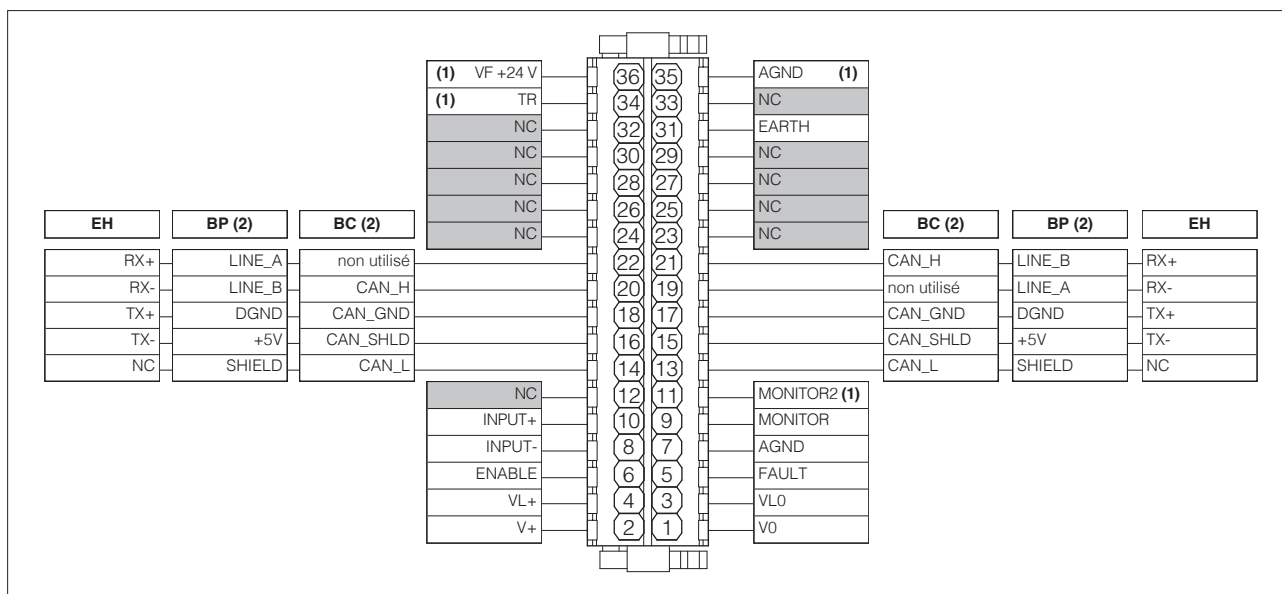 (1) VF +24 V 36 35 AGND (1)
(1) TR 34 33 NC
NC 32 31 EARTH
NC 30 29 NC
NC 28 27 NC
NC 26 25 NC
NC 24 23 NC
EH BP (2) BC (2) BC (2) BP (2) EH
RX+ LINE_A non utilisé 22 21 CAN_H LINE_B RX+
RX- LINE_B CAN_H 20 19 non utilisé LINE_A RX-
TX+ DGND CAN_GND 18 17 CAN_GND DGND TX+
TX- +5V CAN_SHLD 16 15 CAN_SHLD +5V TX-
NC SHIELD CAN_L 14 13 CAN_L SHIELD NC
NC 12 11 MONITOR2 (1)
INPUT+ 10 9 MONITOR
INPUT- 8 7 AGND
ENABLE 6 5 FAULT
VL+ 4 3 VL0
V+ 2 1 V0